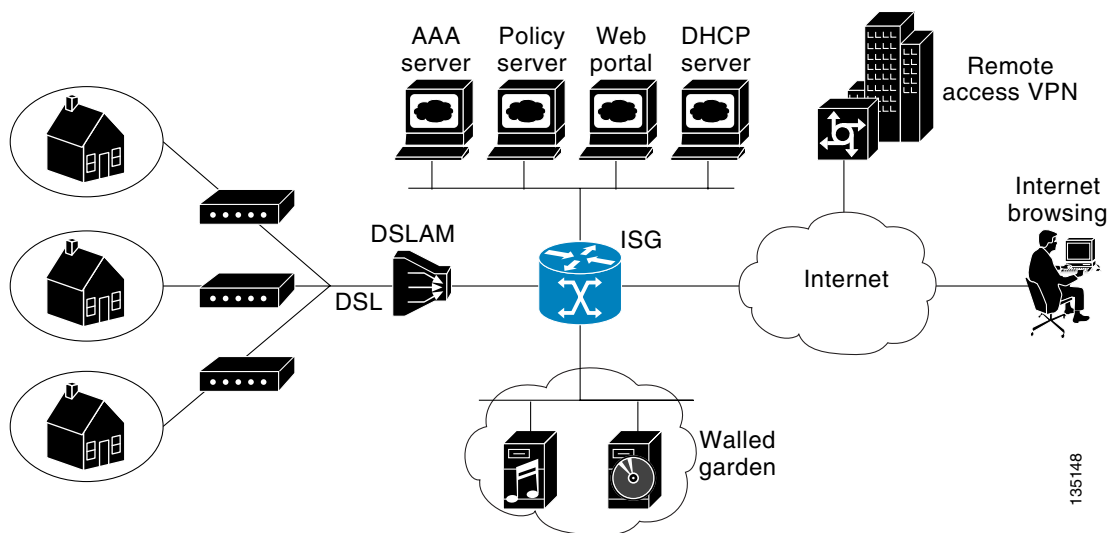 AAA
server
Policy
server
Web
portal
DHCP
server
Remote
access VPN
Internet
browsing
DSLAM
ISG
DSL
Internet
Walled
garden
135148